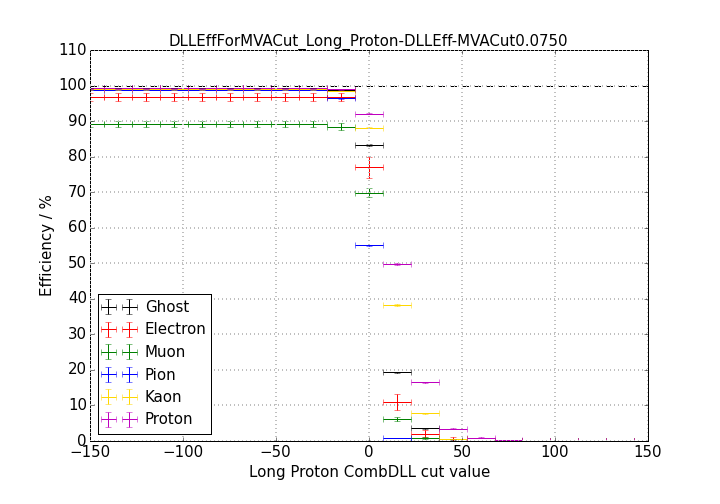 DLLEffForMVACut_Long_Proton-DLLEff-MVACut0.0750
110
100
90
80
70
60
50
40
30
20
10
0
Efficiency / %
Ghost
Electron
Muon
Pion
Kaon
Proton
−150 −100 −50 0 50 100 150
Long Proton CombDLL cut value